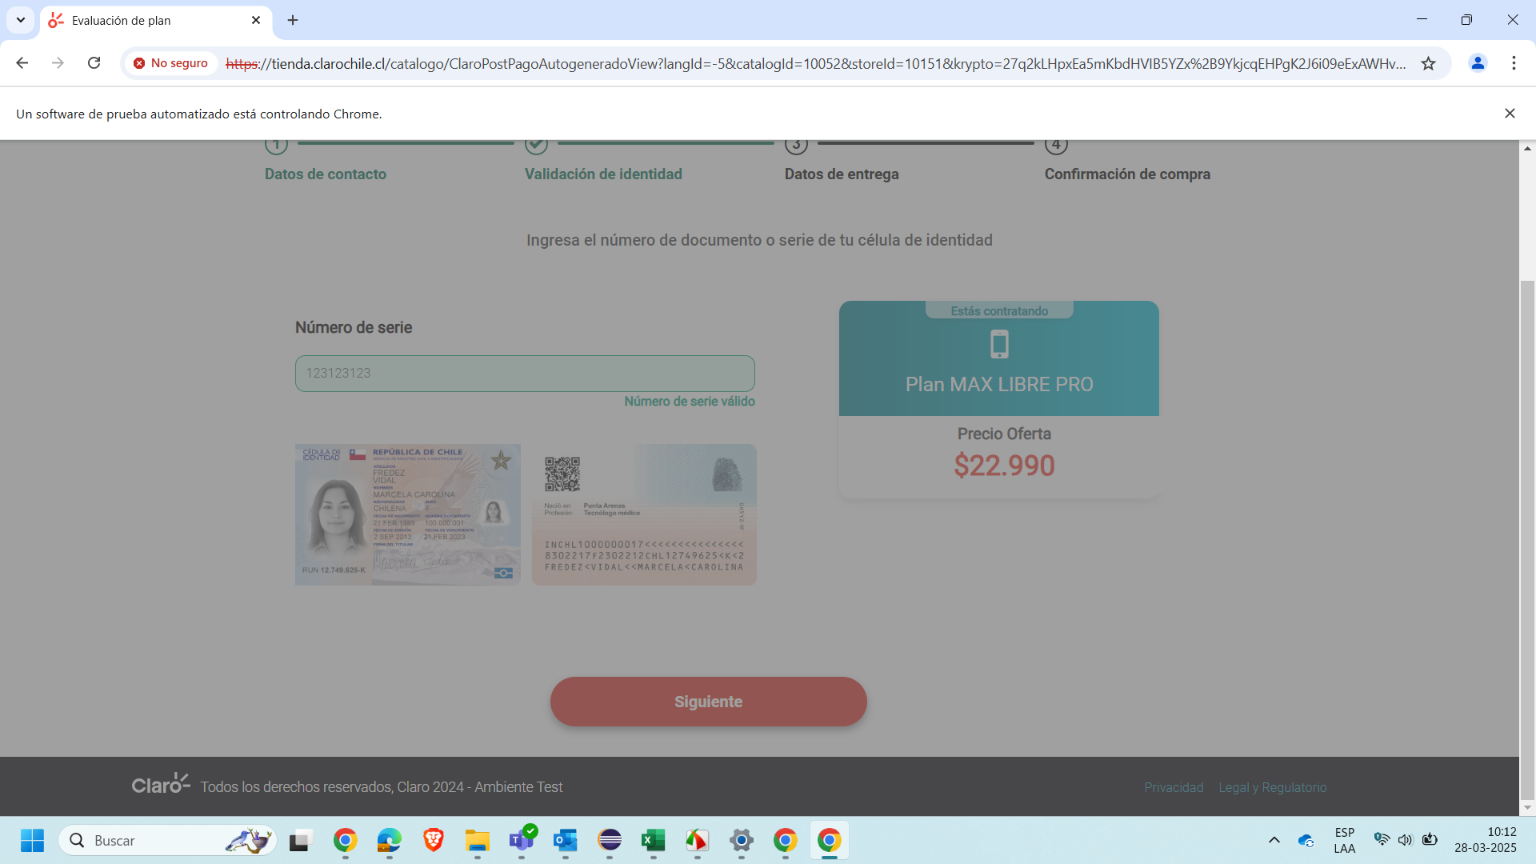 Evaluación de plan
No seguro
https://tienda.clarochile.cl/catalogo/ClaroPostPagoAutogeneradoView?langId=-5&catalogId=10052&storeId=10151&krypto=27q2kLHpxEa5mKbdHVIB5YZx%2B9YkjcqEHPgK2J6i09eExAWHv...
Un software de prueba automatizado está controlando Chrome.
1
3
4
Datos de contacto
Validación de identidad
Datos de entrega
Confirmación de compra
Ingresa el número de documento o serie de tu célula de identidad
Número de serie
123123123
Número de serie válido
CÉDULA DE IDENTIDAD
REPÚBLICA DE CHILE
FREDEZ
VIDAL
MARCELA CAROLINA
CHILENA
F
21 FEB 1983
100.000.001
2 SEP 2013
21 FEB 2023
RUN 12.749.625-K
Nació en: Punta Arenas
Profesión: Tecnólogo médico
INCHL1000000017<<<<<<<<<<<<<<<
8302217F2302212CHL12749625<K<2
FREDEZ<VIDAL<<MARCELA<CAROLINA
Estás contratando
Plan MAX LIBRE PRO
Precio Oferta
$22.990
Siguiente
Claro
Todos los derechos reservados, Claro 2024 - Ambiente Test
Privacidad
Legal y Regulatorio
Buscar
ESP
LAA
10:12
28-03-2025